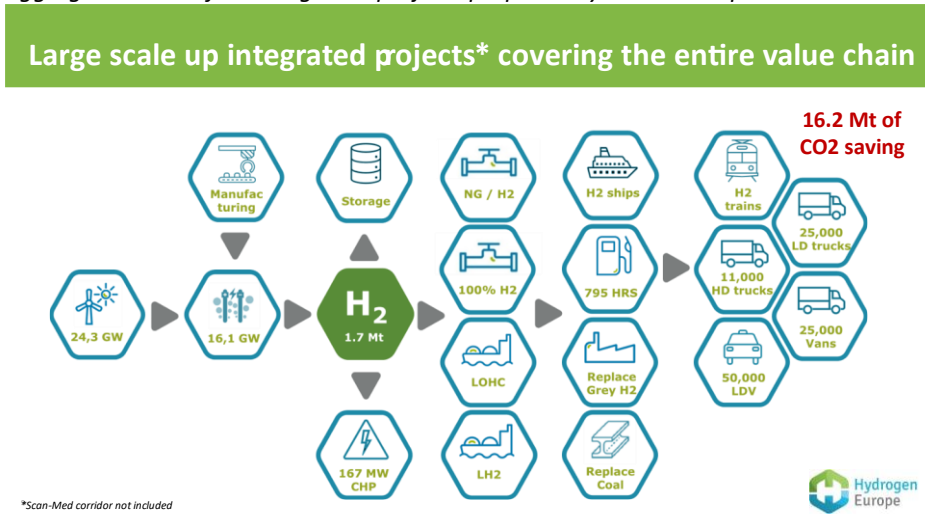 Large scale up integrated projects* covering the entire value chain
16.2 Mt of
CO2 saving
Manufac
turing
Storage
NG / H2
H2 ships
H2
trains
25,000
LD trucks
24,3 GW
16,1 GW
H2
1.7 Mt
100% H2
795 HRS
11,000
HD trucks
25,000
Vans
LOHC
Replace
Grey H2
50,000
LDV
167 MW
CHP
LH2
Replace
Coal
*Scan-Med corridor not included
Hydrogen
Europe